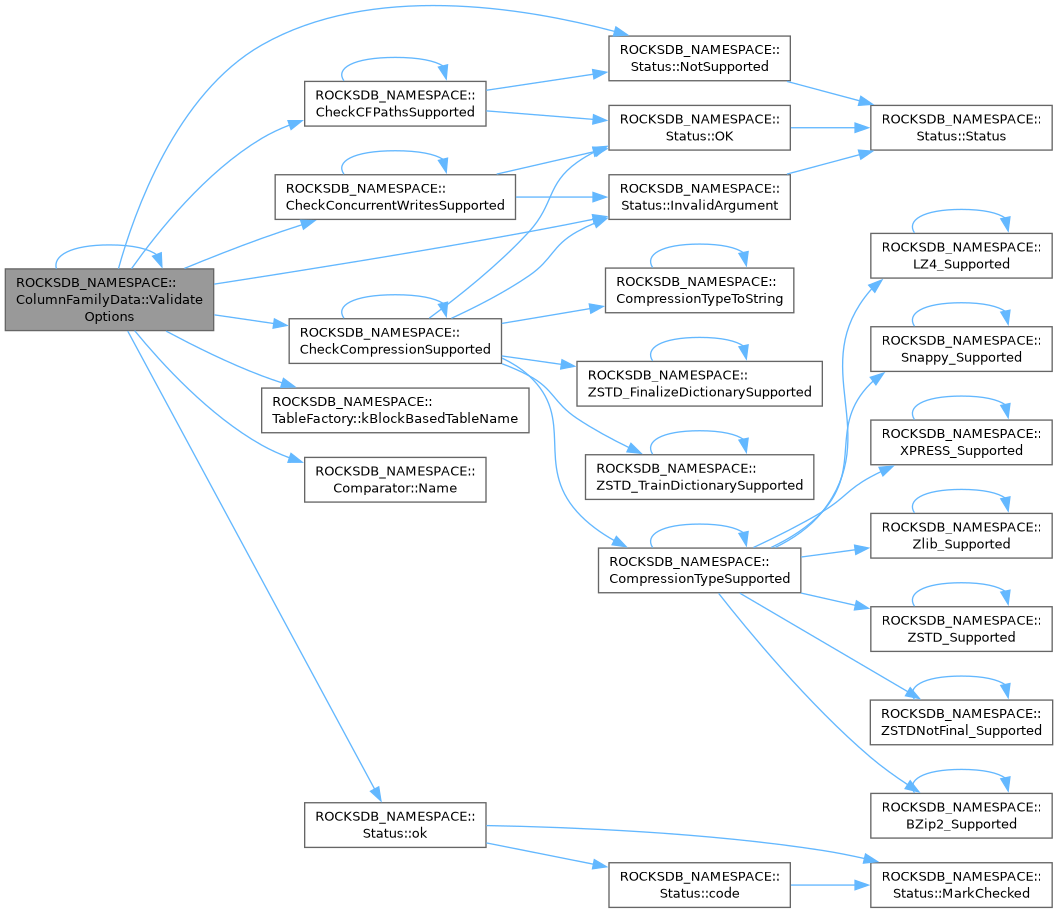 ROCKSDB_NAMESPACE::
ColumnFamilyData::Validate
Options
ROCKSDB_NAMESPACE::
CheckCFPathsSupported
ROCKSDB_NAMESPACE::
CheckConcurrentWritesSupported
ROCKSDB_NAMESPACE::
CheckCompressionSupported
ROCKSDB_NAMESPACE::
TableFactory::kBlockBasedTableName
ROCKSDB_NAMESPACE::
Comparator::Name
ROCKSDB_NAMESPACE::
Status::ok
ROCKSDB_NAMESPACE::
Status::NotSupported
ROCKSDB_NAMESPACE::
Status::OK
ROCKSDB_NAMESPACE::
Status::InvalidArgument
ROCKSDB_NAMESPACE::
CompressionTypeToString
ROCKSDB_NAMESPACE::
ZSTD_FinalizeDictionarySupported
ROCKSDB_NAMESPACE::
ZSTD_TrainDictionarySupported
ROCKSDB_NAMESPACE::
CompressionTypeSupported
ROCKSDB_NAMESPACE::
Status::code
ROCKSDB_NAMESPACE::
Status::Status
ROCKSDB_NAMESPACE::
LZ4_Supported
ROCKSDB_NAMESPACE::
Snappy_Supported
ROCKSDB_NAMESPACE::
XPRESS_Supported
ROCKSDB_NAMESPACE::
Zlib_Supported
ROCKSDB_NAMESPACE::
ZSTD_Supported
ROCKSDB_NAMESPACE::
ZSTDNotFinal_Supported
ROCKSDB_NAMESPACE::
BZip2_Supported
ROCKSDB_NAMESPACE::
Status::MarkChecked